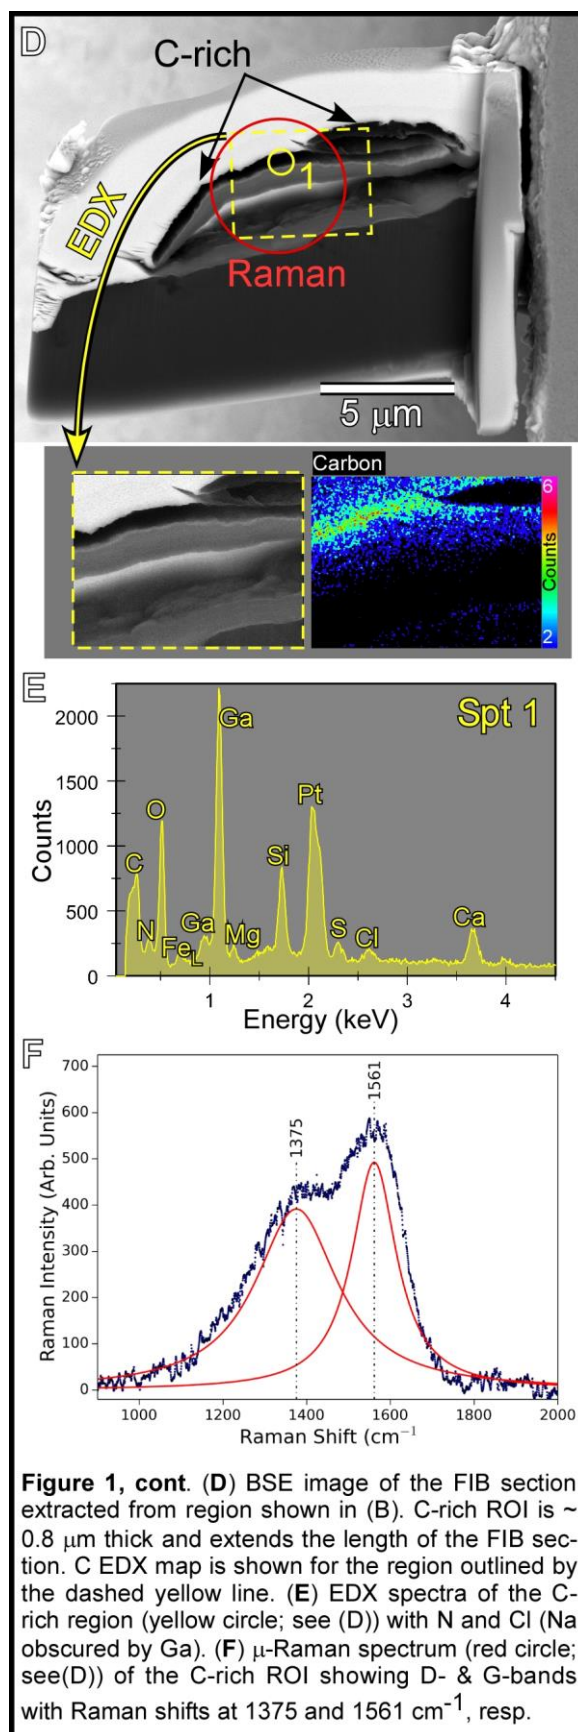 D
C-rich
1
EDX
Raman
5 μm
Carbon
6
Counts
2
E
Spt 1
2250
1500
750
500
0
Counts
C
O
N
Fe_L
Ga
Ga
Mg
Si
Pt
S
Cl
Ca
1
2
3
4
Energy (keV)
F
700
600
500
400
300
200
100
0
Raman Intensity (Arb. Units)
1375
1561
1000
1200
1400
1600
1800
2000
Raman Shift (cm⁻¹)
Figure 1, cont. (D) BSE image of the FIB section
extracted from region shown in (B). C-rich ROI is ~
0.8 μm thick and extends the length of the FIB sec-
tion. C EDX map is shown for the region outlined by
the dashed yellow line. (E) EDX spectra of the C-
rich region (yellow circle; see (D)) with N and Cl (Na
obscured by Ga). (F) μ-Raman spectrum (red circle;
see(D)) of the C-rich ROI showing D- & G-bands
with Raman shifts at 1375 and 1561 cm⁻¹, resp.